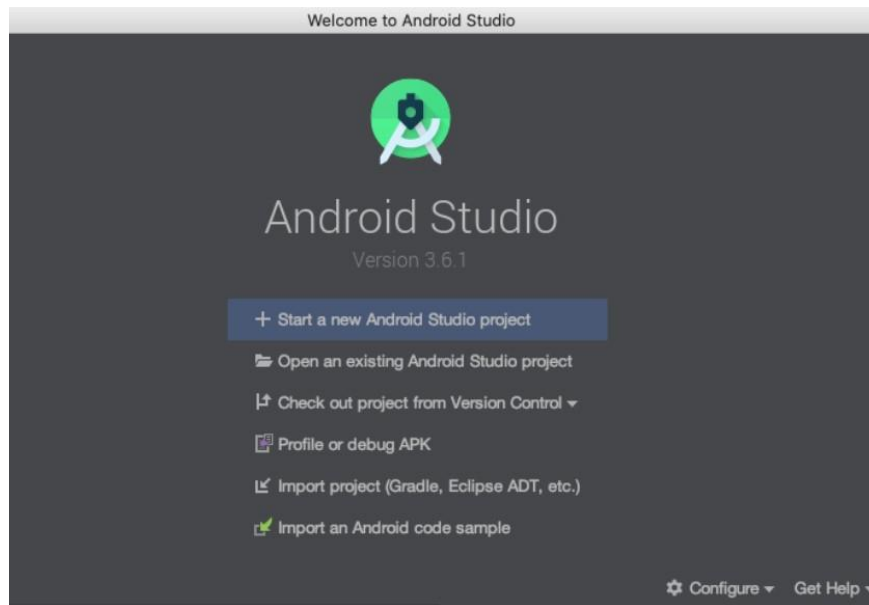 Welcome to Android Studio
Android Studio
Version 3.6.1
Start a new Android Studio project
Open an existing Android Studio project
Check out project from Version Control
Profile or debug APK
Import project (Gradle, Eclipse ADT, etc.)
Import an Android code sample
Configure Get Help